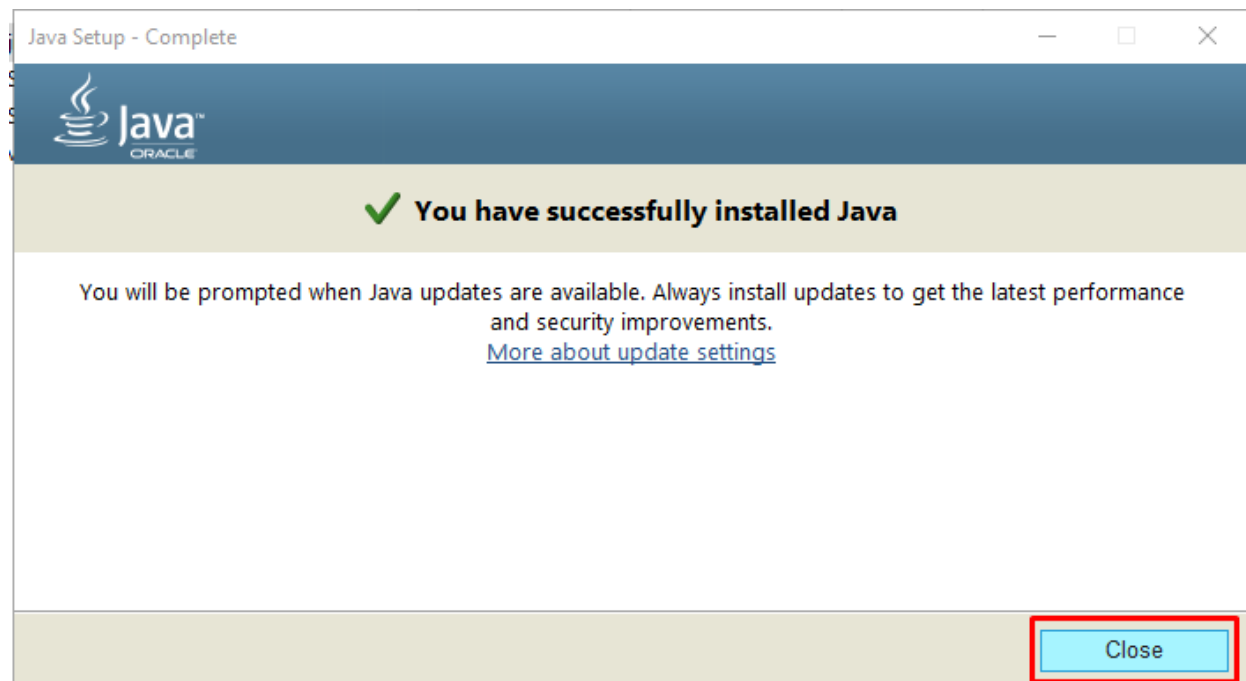 Java Setup - Complete
Java™
ORACLE
You have successfully installed Java
You will be prompted when Java updates are available. Always install updates to get the latest performance
and security improvements.
More about update settings
Close